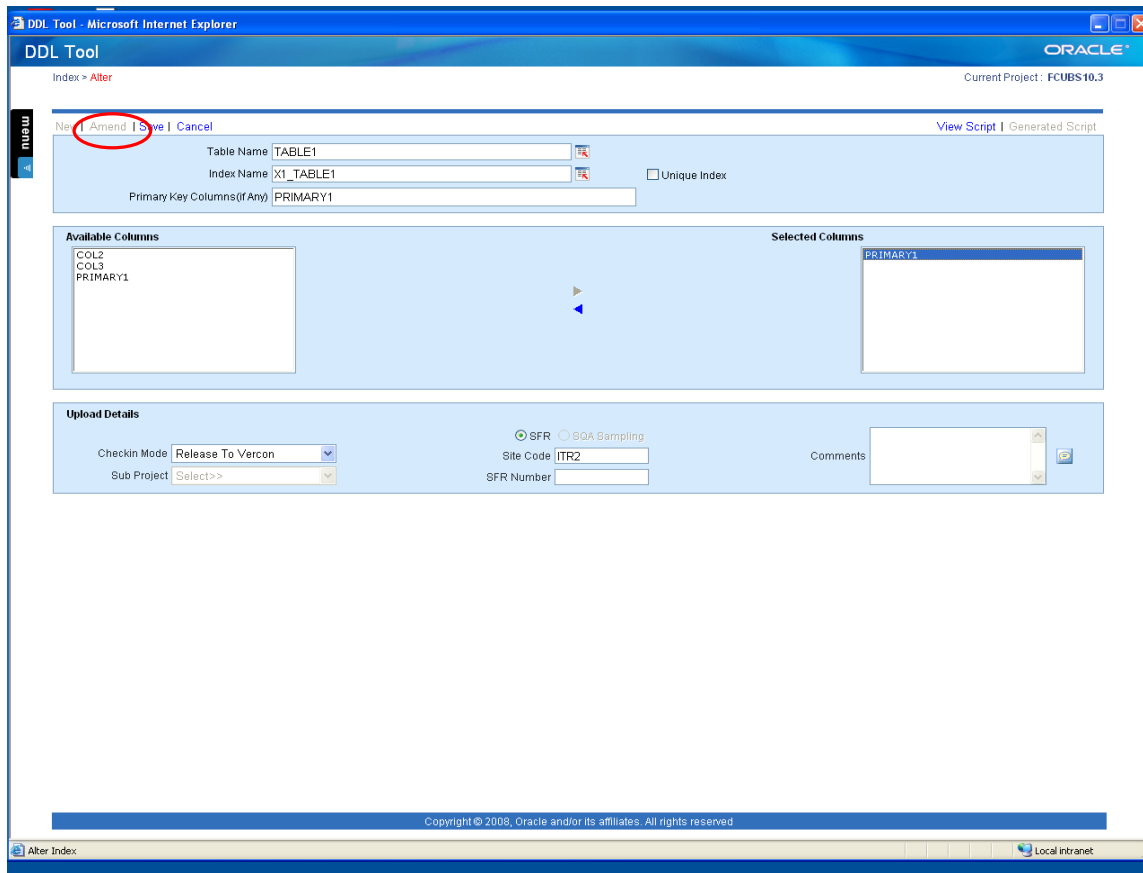 DDL Tool - Microsoft Internet Explorer
DDL Tool
ORACLE
Index > Alter
Current Project : FCUBS10.3
menu
New | Amend | Save | Cancel
View Script | Generated Script
Table Name TABLE1
Index Name X1_TABLE1
Unique Index
Primary Key Columns(if Any) PRIMARY1
Available Columns
Selected Columns
COL2
COL3
PRIMARY1
PRIMARY1
Upload Details
SFR SQA Sampling
Checkin Mode Release To Vercon
Site Code ITR2
Comments
Sub Project Select>>
SFR Number
Copyright © 2008, Oracle and/or its affiliates. All rights reserved
Alter Index
Local intranet